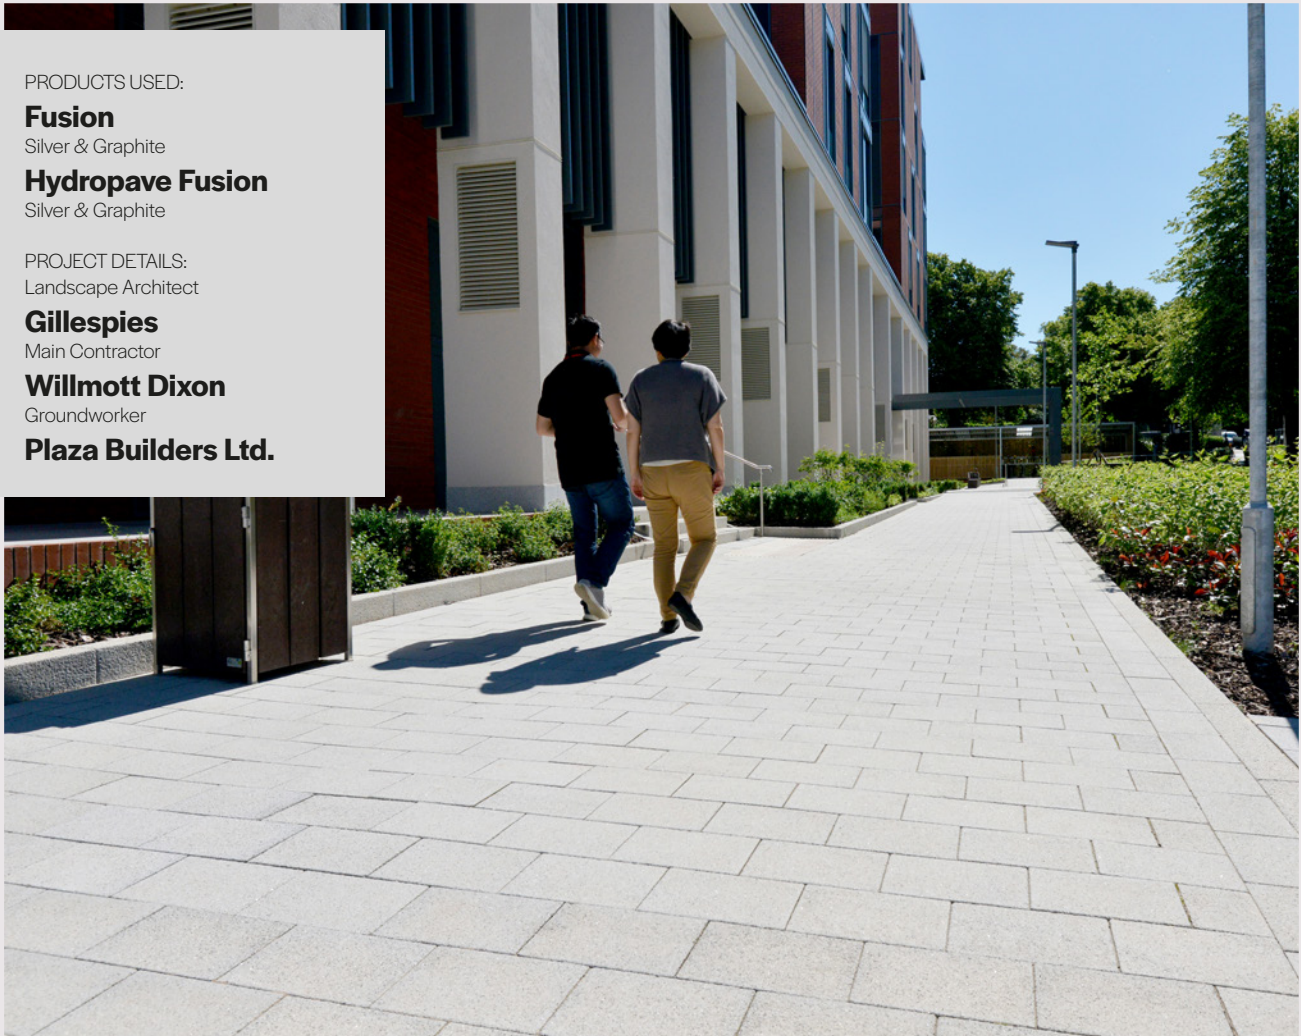 PRODUCTS USED:
Fusion
Silver & Graphite
Hydropave Fusion
Silver & Graphite
PROJECT DETAILS:
Landscape Architect
Gillespies
Main Contractor
Willmott Dixon
Groundworker
Plaza Builders Ltd.